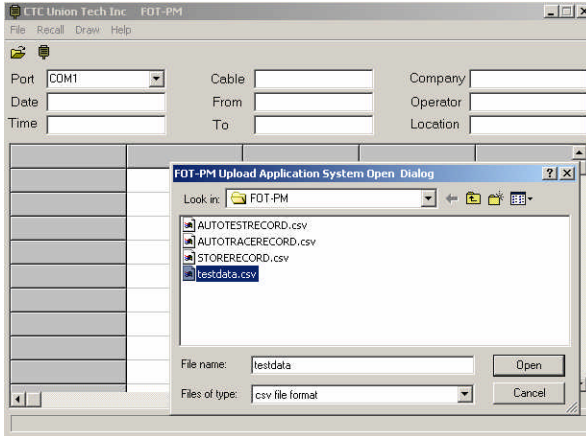 CTC Union Tech Inc FOT-PM
File Recall Draw Help
Port COM1 Cable Company
Date From Operator
Time To Location
FOT-PM Upload Application System Open Dialog
Look in: FOT-PM
AUTOTESTRECORD.csv
AUTOTRACERECORD.csv
STORERECORD.csv
testdata.csv
File name: testdata Open
Files of type: csv file format Cancel